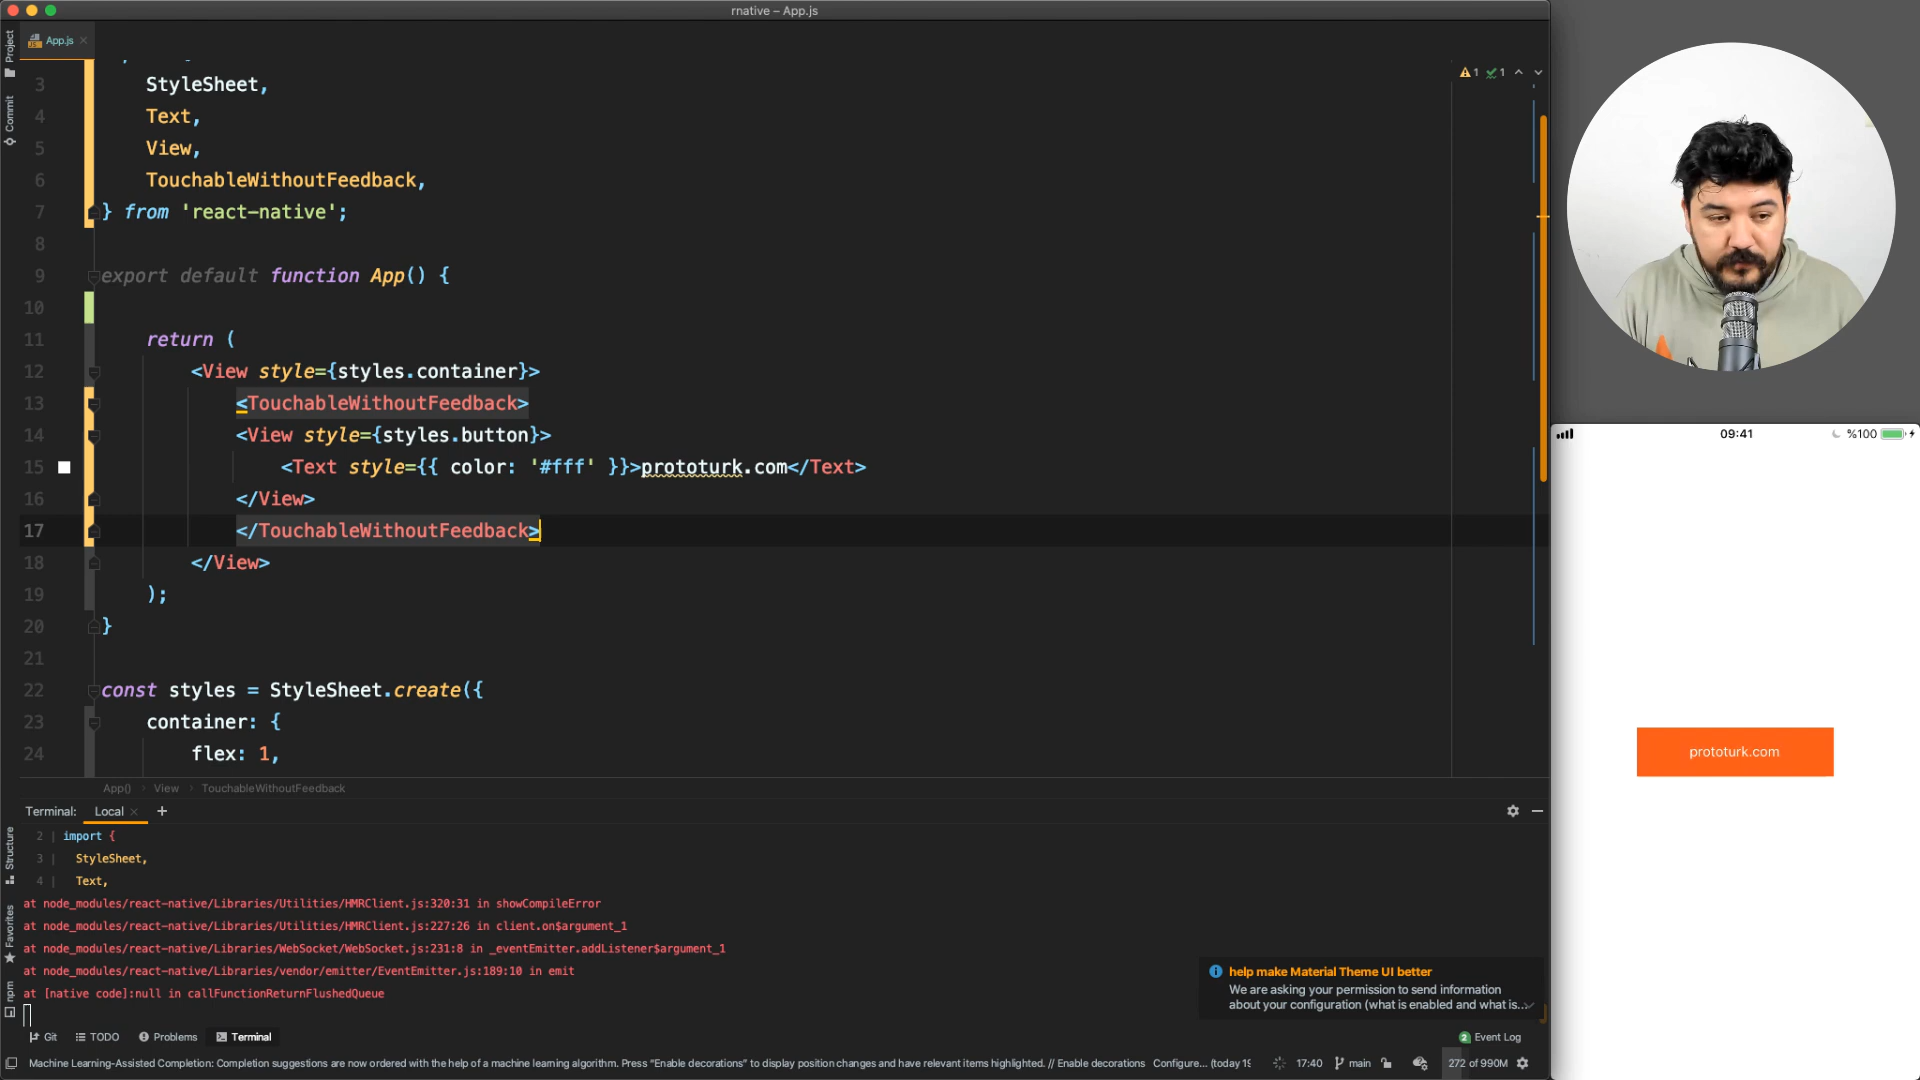 rnative – App.js
App.js
Project
Commit
Structure
Favorites
npm
1 1
3 StyleSheet,
4 Text,
5 View,
6 TouchableWithoutFeedback,
7 } from 'react-native';
8
9 export default function App() {
10
11 return (
12 <View style={styles.container}>
13 <TouchableWithoutFeedback>
14 <View style={styles.button}>
15 <Text style={{ color: '#fff' }}>prototurk.com</Text>
16 </View>
17 </TouchableWithoutFeedback>
18 </View>
19 );
20 }
21
22 const styles = StyleSheet.create({
23 container: {
24 flex: 1,
App() › View › TouchableWithoutFeedback
Terminal: Local × +
2 | import {
3 | StyleSheet,
4 | Text,
at node_modules/react-native/Libraries/Utilities/HMRClient.js:320:31 in showCompileError
at node_modules/react-native/Libraries/Utilities/HMRClient.js:227:26 in client.on$argument_1
at node_modules/react-native/Libraries/WebSocket/WebSocket.js:231:8 in _eventEmitter.addListener$argument_1
at node_modules/react-native/Libraries/vendor/emitter/EventEmitter.js:189:10 in emit
at [native code]:null in callFunctionReturnFlushedQueue
help make Material Theme UI better
We are asking your permission to send information
about your configuration (what is enabled and what is...
Git TODO Problems Terminal
2 Event Log
Machine Learning-Assisted Completion: Completion suggestions are now ordered with the help of a machine learning algorithm. Press "Enable decorations" to display position changes and have relevant items highlighted. // Enable decorations Configure... (today 19
17:40 main 272 of 990M
09:41 %100
prototurk.com